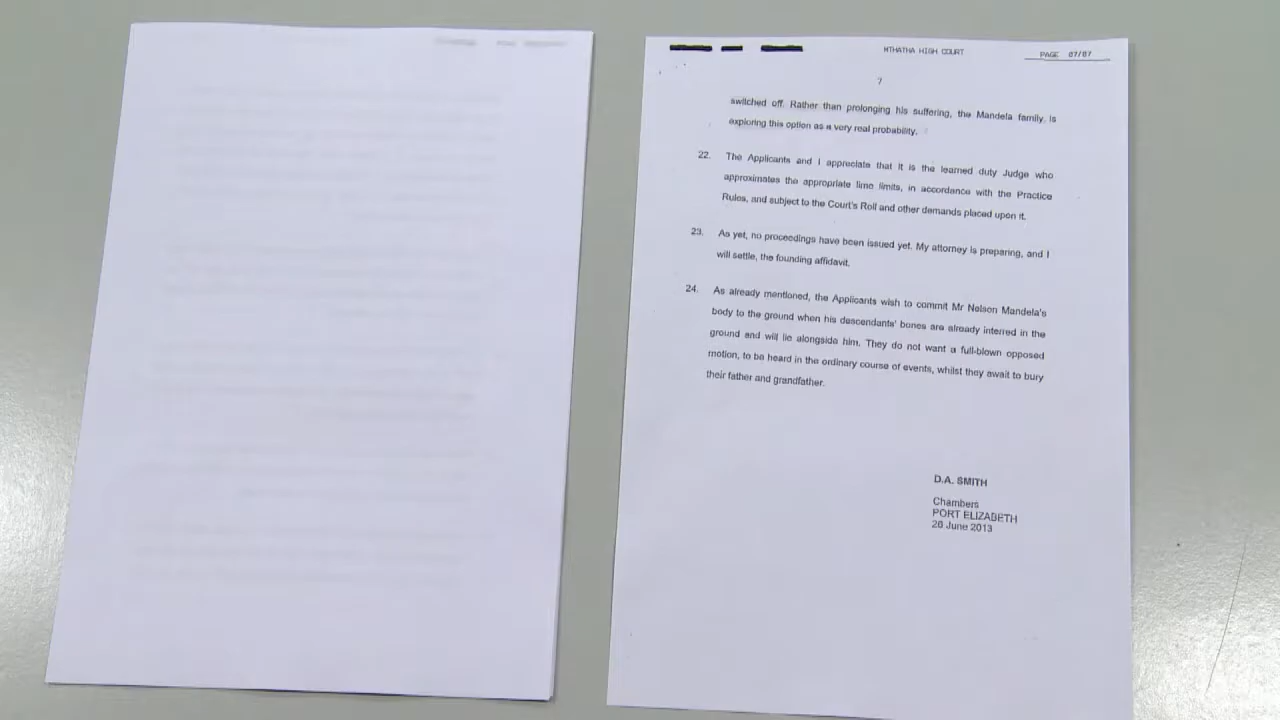 MTHATHA HIGH COURT
PAGE 07/07
7
switched off. Rather than prolonging his suffering, the Mandela family, is
exploring this option as a very real probability.
22. The Applicants and I appreciate that it is the learned duty Judge who
approximates the appropriate time limits, in accordance with the Practice
Rules, and subject to the Court's Roll and other demands placed upon it.
23. As yet, no proceedings have been issued yet. My attorney is preparing, and I
will settle, the founding affidavit.
24. As already mentioned, the Applicants wish to commit Mr Nelson Mandela's
body to the ground when his descendants' bones are already interred in the
ground and will lie alongside him. They do not want a full-blown opposed
motion, to be heard in the ordinary course of events, whilst they await to bury
their father and grandfather.
D.A. SMITH
Chambers
PORT ELIZABETH
26 June 2013